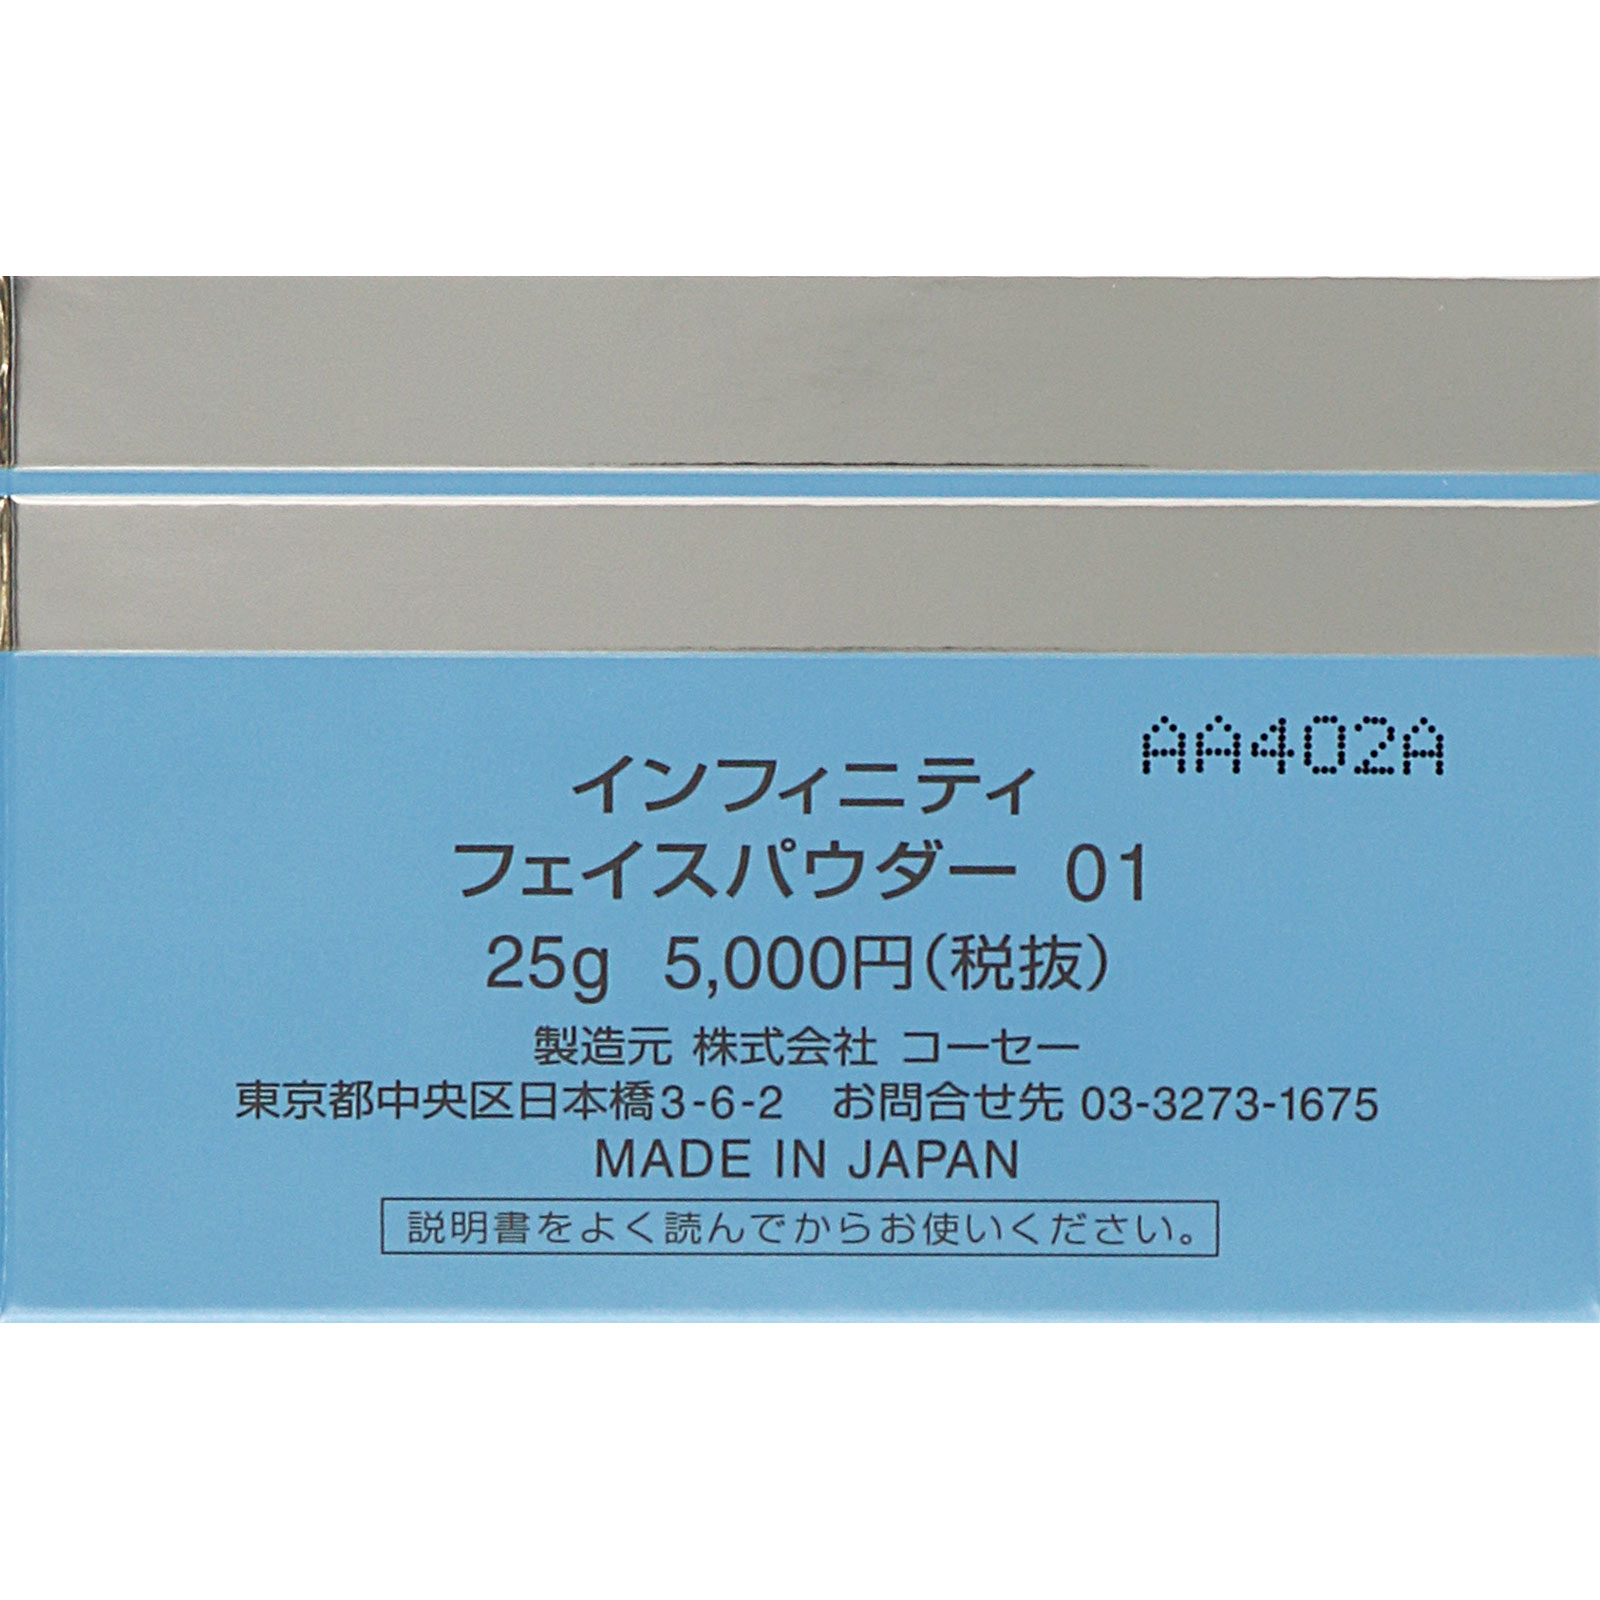 AA402A
インフィニティ
フェイスパウダー 01
25g 5,000円(税抜)
製造元 株式会社 コーセー
東京都中央区日本橋3-6-2 お問合せ先 03-3273-1675
MADE IN JAPAN
説明書をよく読んでからお使いください。